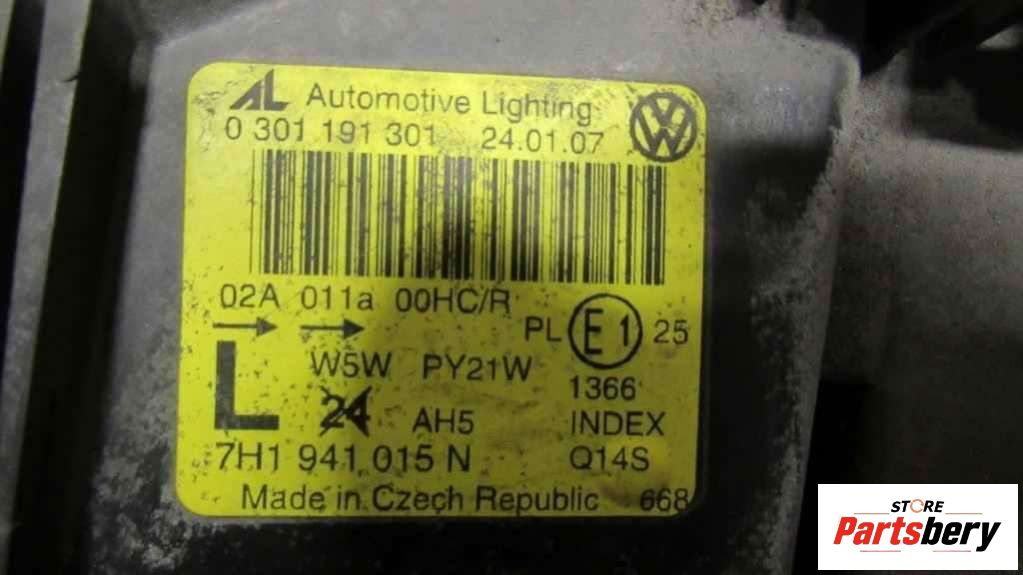 AL Automotive Lighting
0 301 191 301 24.01.07
VW
02A 011a 00HC/R
PL E1 25
L W5W PY21W 1366
24 AH5 INDEX
7H1 941 015 N Q14S
Made in Czech Republic 668
STORE
Partsbery